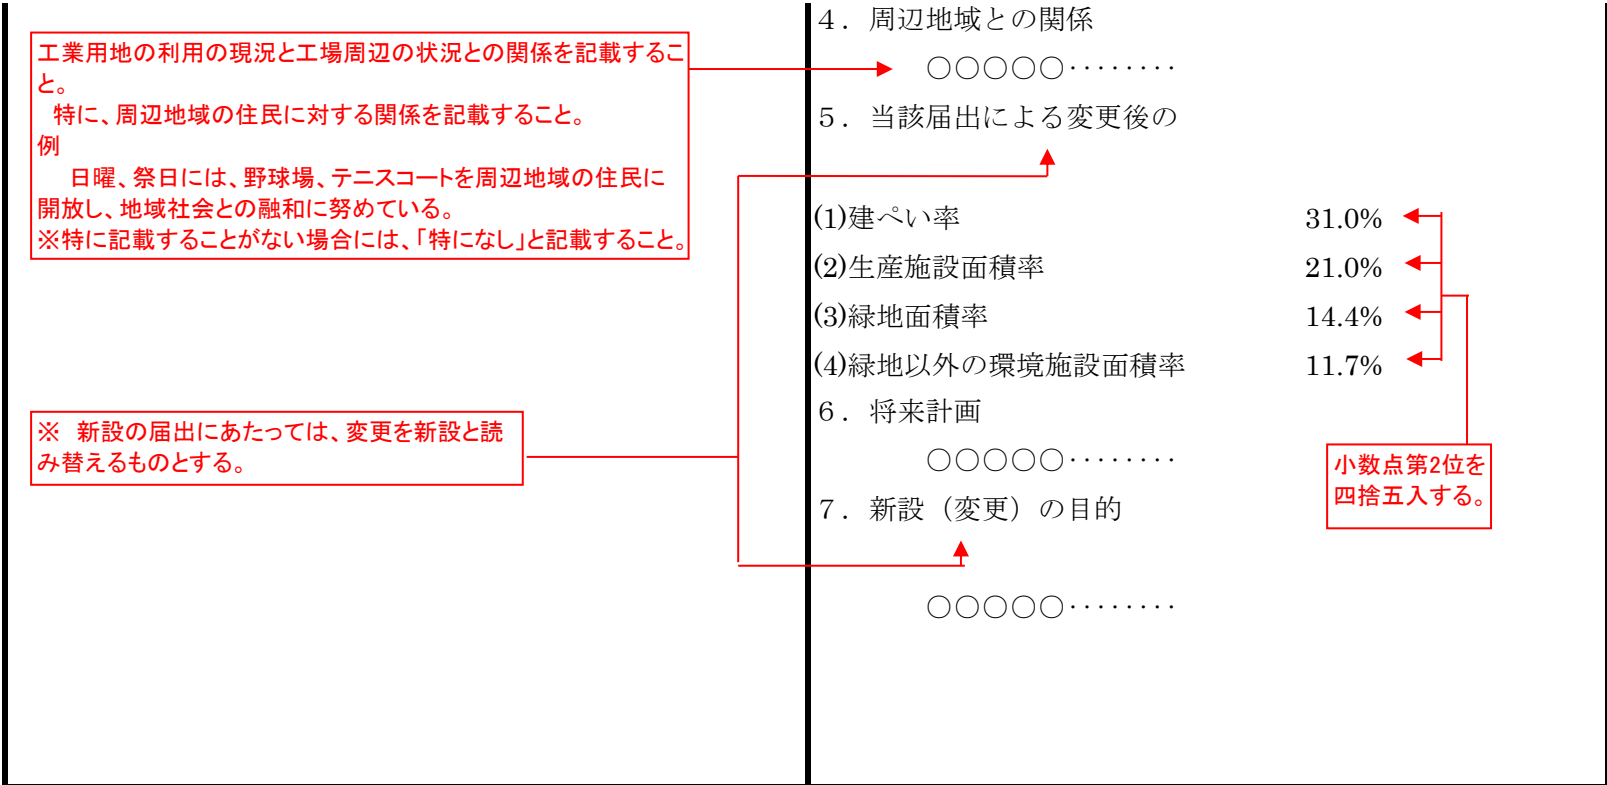 工業用地の利用の現況と工場周辺の状況との関係を記載するこ
と。
特に、周辺地域の住民に対する関係を記載すること。
例
日曜、祭日には、野球場、テニスコートを周辺地域の住民に
開放し、地域社会との融和に努めている。
※特に記載することがない場合には、「特になし」と記載すること。
※　新設の届出にあたっては、変更を新設と読
み替えるものとする。
４．周辺地域との関係
○○○○○‥‥‥‥
５．当該届出による変更後の
(1)建ぺい率　31.0%
(2)生産施設面積率　21.0%
(3)緑地面積率　14.4%
(4)緑地以外の環境施設面積率　11.7%
６．将来計画
○○○○○‥‥‥‥
７．新設（変更）の目的
○○○○○‥‥‥‥
小数点第2位を
四捨五入する。